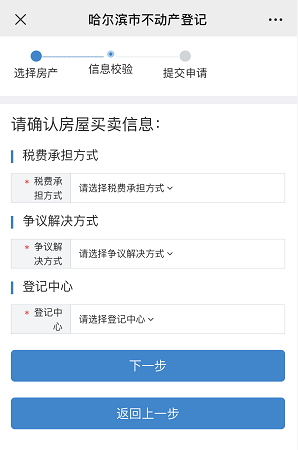 哈尔滨市不动产登记
选择房产
信息校验
提交申请
请确认房屋买卖信息：
税费承担方式
* 税费承
担方式
请选择税费承担方式
争议解决方式
* 争议解
决方式
请选择争议解决方式
登记中心
* 登记中
心
请选择登记中心
下一步
返回上一步